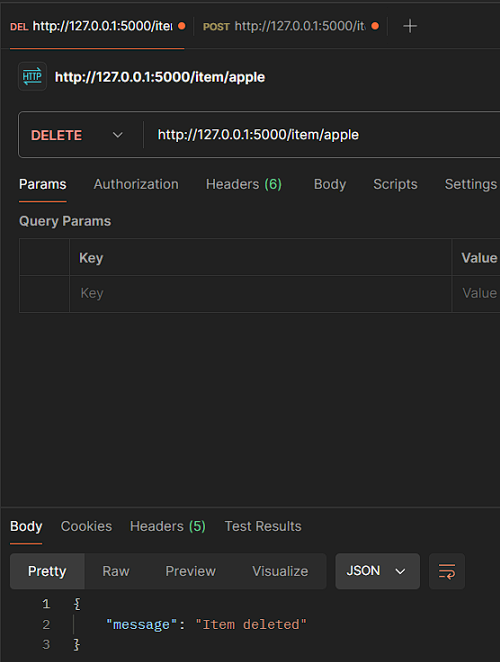 DEL http://127.0.0.1:5000/iter
POST http://127.0.0.1:5000/it
HTTP http://127.0.0.1:5000/item/apple
DELETE http://127.0.0.1:5000/item/apple
Params Authorization Headers (6) Body Scripts Settings
Query Params
Key Value
Key Value
Body Cookies Headers (5) Test Results
Pretty Raw Preview Visualize JSON
1 {
2 "message": "Item deleted"
3 }